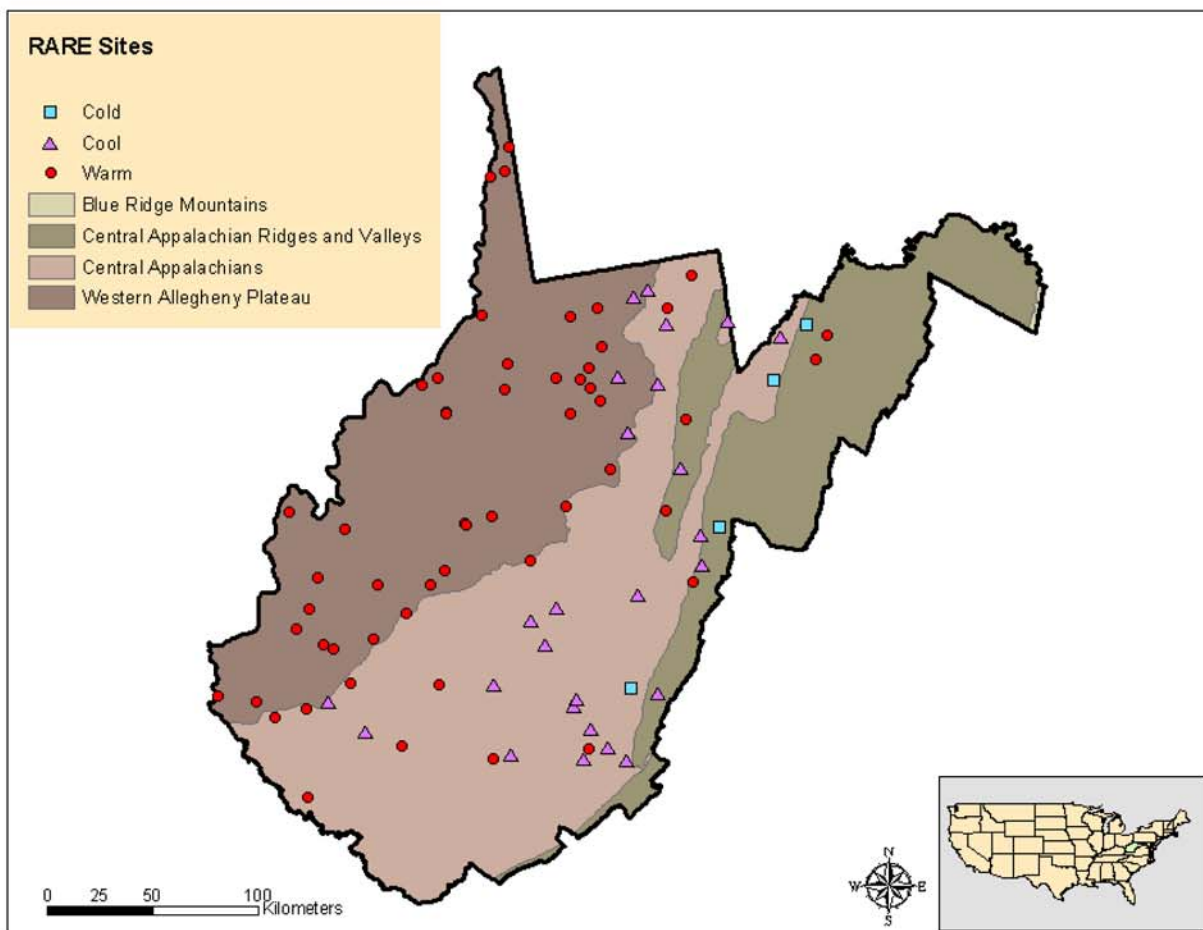 RARE Sites
Cold
Cool
Warm
Blue Ridge Mountains
Central Appalachian Ridges and Valleys
Central Appalachians
Western Allegheny Plateau
0 25 50 100
Kilometers
N
W E
S